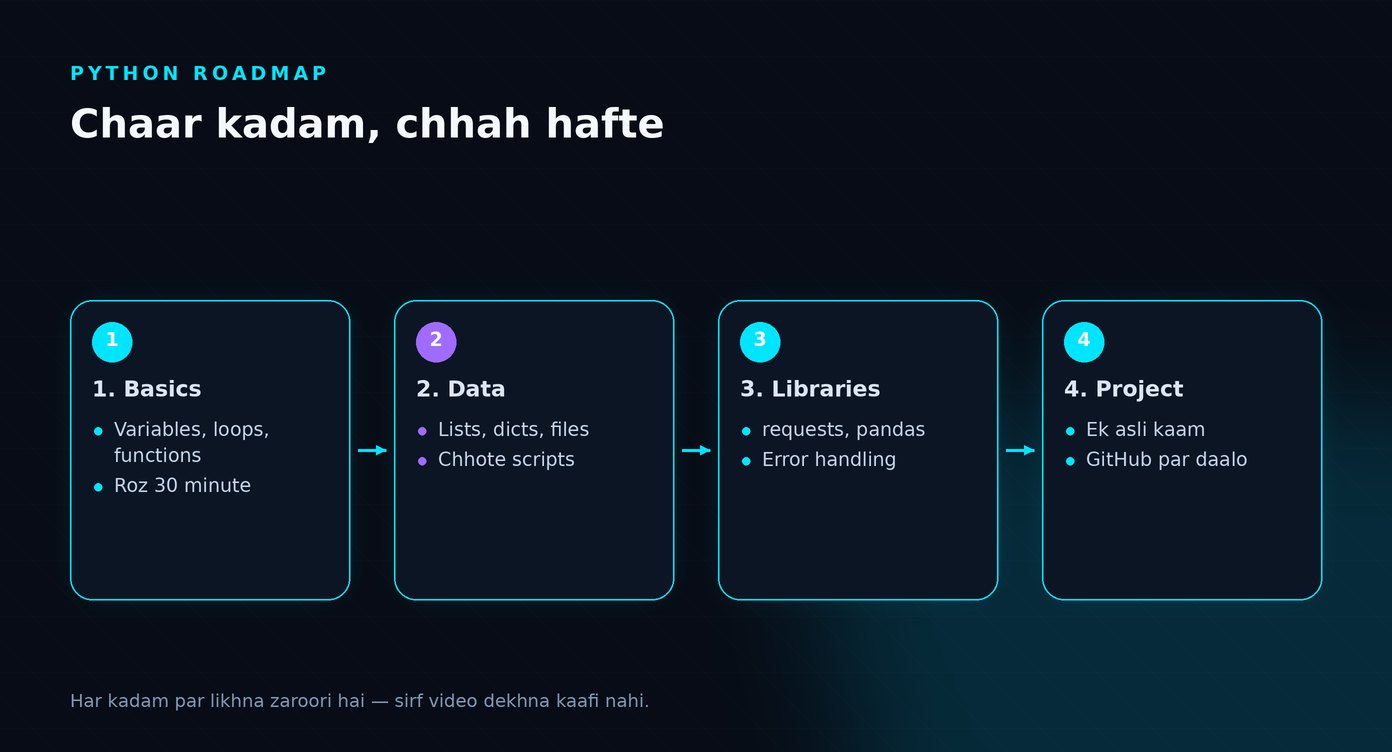 PYTHON ROADMAP
Chaar kadam, chhah hafte
1
1. Basics
Variables, loops,
functions
Roz 30 minute
2
2. Data
Lists, dicts, files
Chhote scripts
3
3. Libraries
requests, pandas
Error handling
4
4. Project
Ek asli kaam
GitHub par daalo
Har kadam par likhna zaroori hai — sirf video dekhna kaafi nahi.